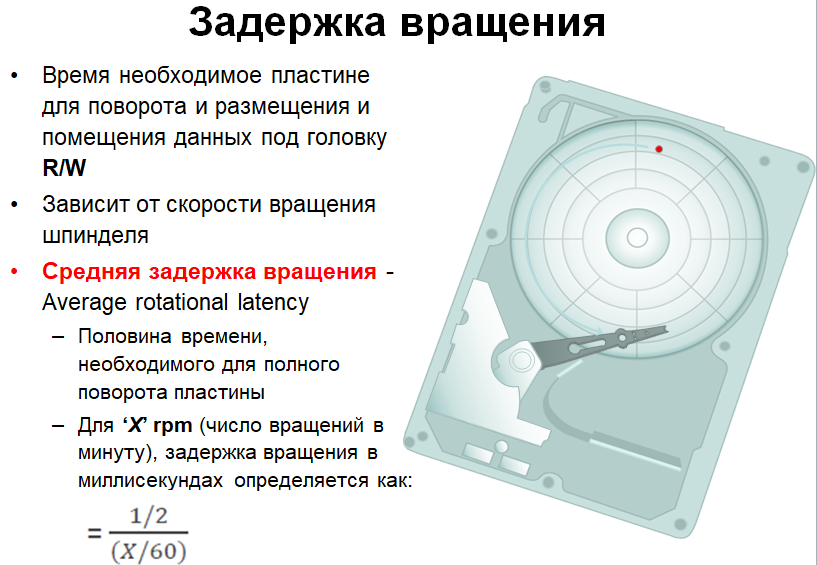 Задержка вращения
• Время необходимое пластине
для поворота и размещения и
помещения данных под головку
R/W
• Зависит от скорости вращения
шпинделя
• Средняя задержка вращения -
Average rotational latency
– Половина времени,
необходимого для полного
поворота пластины
– Для ‘X’ rpm (число вращений в
минуту), задержка вращения в
миллисекундах определяется как:
= 1/2
(X/60)